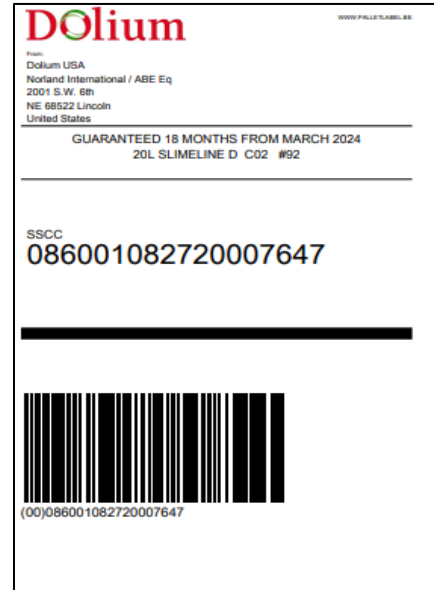 Dolium
WWW.PALLETLABEL.BE
From:
Dolium USA
Norland International / ABE Eq
2001 S.W. 6th
NE 68522 Lincoln
United States
GUARANTEED 18 MONTHS FROM MARCH 2024
20L SLIMELINE D C02 #92
SSCC
086001082720007647
(00)086001082720007647